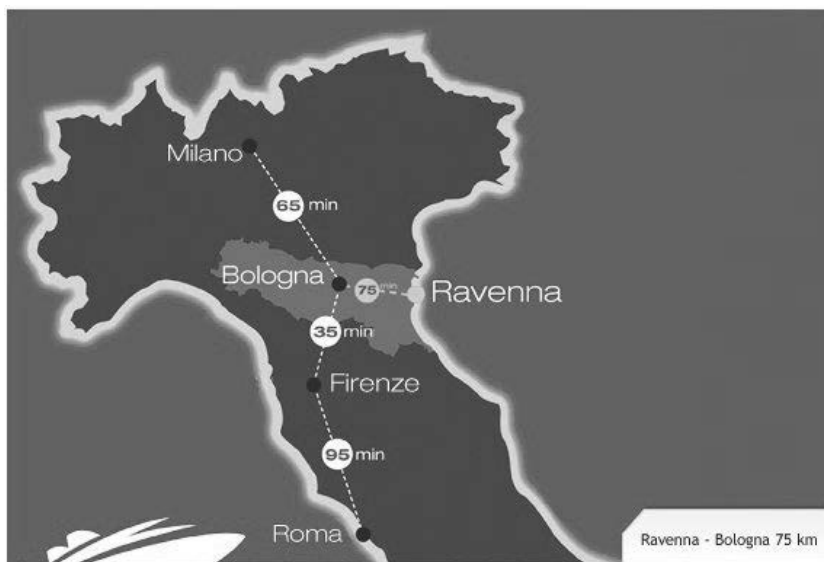 Milano
65 min
Bologna
75 min
Ravenna
35 min
Firenze
95 min
Roma
Ravenna - Bologna 75 km